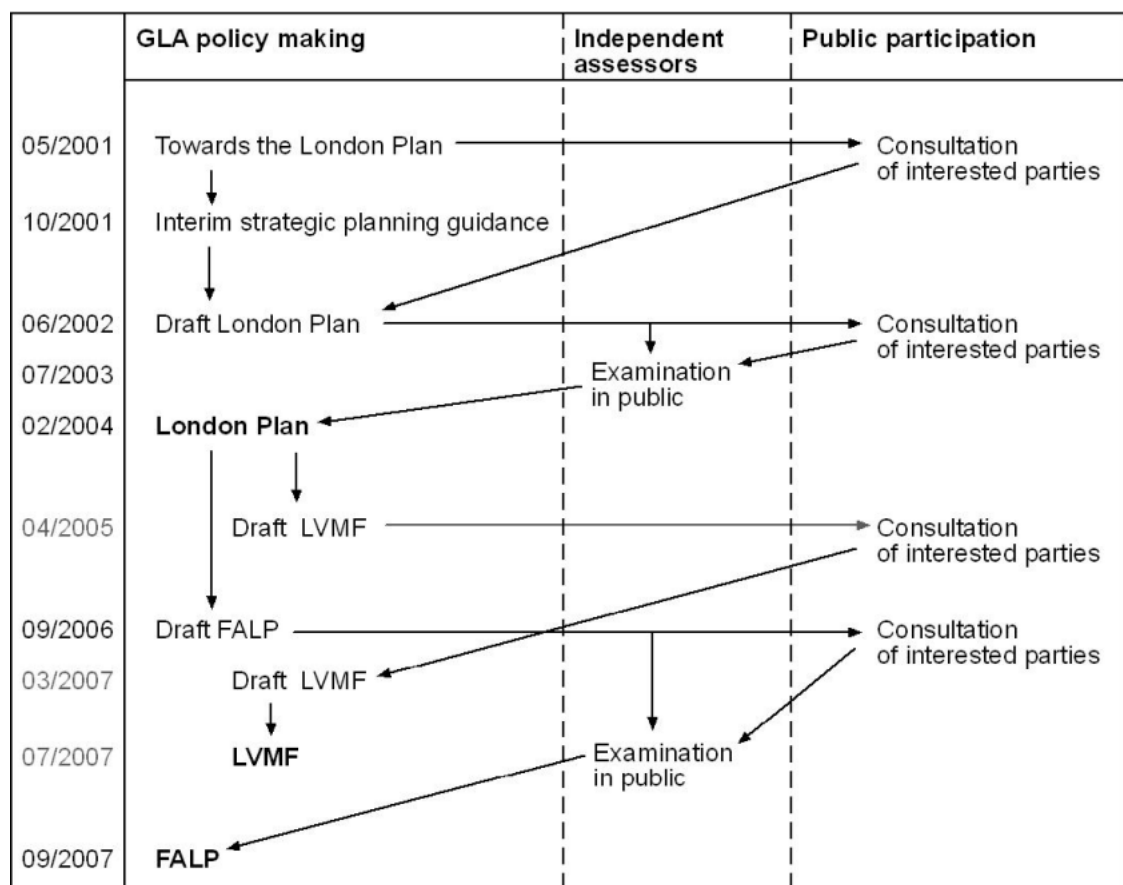 GLA policy making
Independent
assessors
Public participation
05/2001
Towards the London Plan
Consultation
of interested parties
10/2001
Interim strategic planning guidance
06/2002
Draft London Plan
Consultation
of interested parties
07/2003
Examination
in public
02/2004
London Plan
04/2005
Draft LVMF
Consultation
of interested parties
09/2006
Draft FALP
Consultation
of interested parties
03/2007
Draft LVMF
07/2007
LVMF
Examination
in public
09/2007
FALP